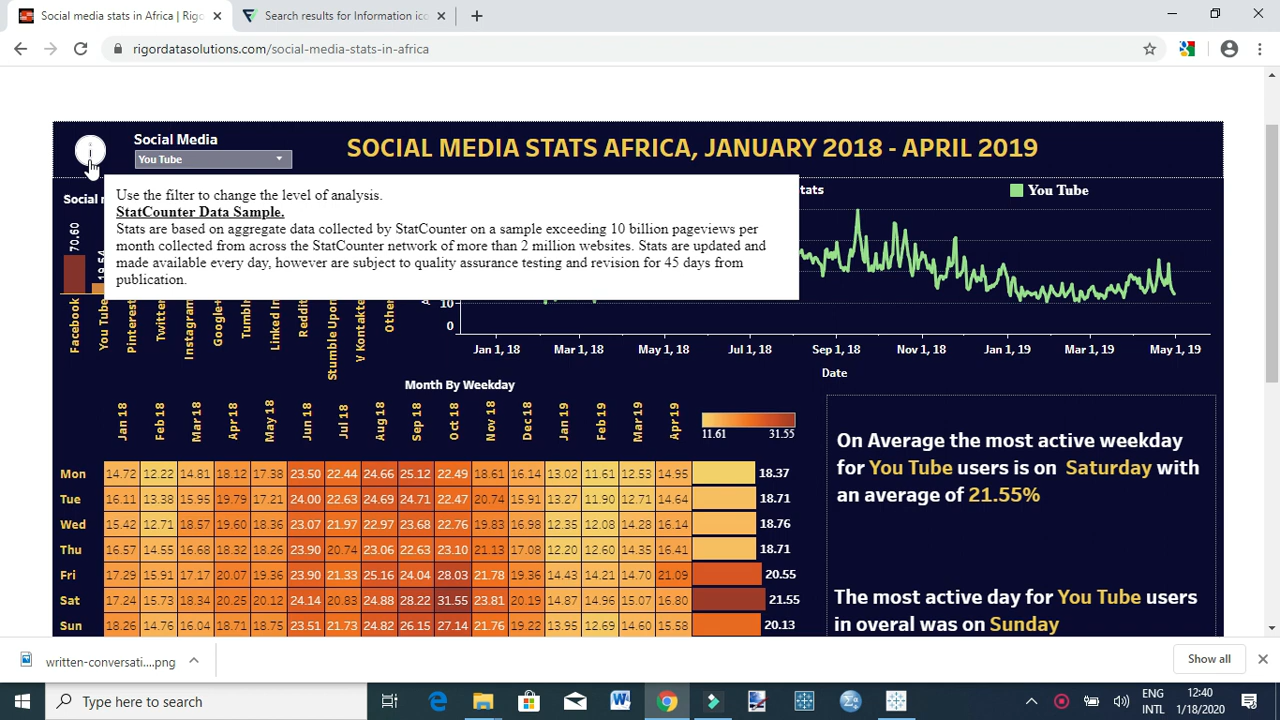 Social media stats in Africa | Rigo
Search results for Information ico
rigordatasolutions.com/social-media-stats-in-africa
Social Media
You Tube
SOCIAL MEDIA STATS AFRICA, JANUARY 2018 - APRIL 2019
Use the filter to change the level of analysis.
StatCounter Data Sample.
Stats are based on aggregate data collected by StatCounter on a sample exceeding 10 billion pageviews per
month collected from across the StatCounter network of more than 2 million websites. Stats are updated and
made available every day, however are subject to quality assurance testing and revision for 45 days from
publication.
Social
tats
You Tube
70.60
10
0
Facebook
You Tube
Pinterest
Twitter
Instagram
Google+
Tumblr
Linked In
Reddit
Stumble Upon
V Kontakte
Other
Jan 1, 18 Mar 1, 18 May 1, 18 Jul 1, 18 Sep 1, 18 Nov 1, 18 Jan 1, 19 Mar 1, 19 May 1, 19
Date
Month By Weekday
Jan 18 Feb 18 Mar 18 Apr 18 May 18 Jun 18 Jul 18 Aug18 Sep 18 Oct 18 Nov 18 Dec18 Jan 19 Feb 19 Mar 19 Apr 19
11.61 31.55
Mon 14.72 12.22 14.81 18.12 17.38 23.50 22.44 24.66 25.12 22.49 18.61 16.14 13.02 11.61 12.53 14.95 18.37
Tue 16.11 13.38 15.95 19.79 17.21 24.00 22.63 24.69 24.71 22.47 20.74 15.91 13.27 11.90 12.71 14.64 18.71
Wed 15.42 12.71 18.57 19.60 18.36 23.07 21.97 22.97 23.68 22.76 19.83 16.98 12.35 12.08 14.28 16.14 18.76
Thu 16.57 14.55 16.68 18.32 18.26 23.90 20.74 23.06 22.63 23.10 21.13 17.08 12.20 12.60 14.35 16.41 18.71
Fri 17.29 15.91 17.17 20.07 19.36 23.90 21.33 25.16 24.04 28.03 21.78 19.36 14.43 14.21 14.70 21.09 20.55
Sat 17.24 15.73 18.34 20.25 20.12 24.14 20.83 24.88 28.22 31.55 23.81 20.19 14.87 14.96 15.07 16.80 21.55
Sun 18.26 14.76 16.04 18.71 18.75 23.51 21.73 24.82 26.15 27.14 21.76 19.22 13.95 12.69 14.60 15.58 20.13
On Average the most active weekday
for You Tube users is on Saturday with
an average of 21.55%
The most active day for You Tube users
in overal was on Sunday
written-conversati....png
Show all
Type here to search
ENG
INTL
12:40
1/18/2020